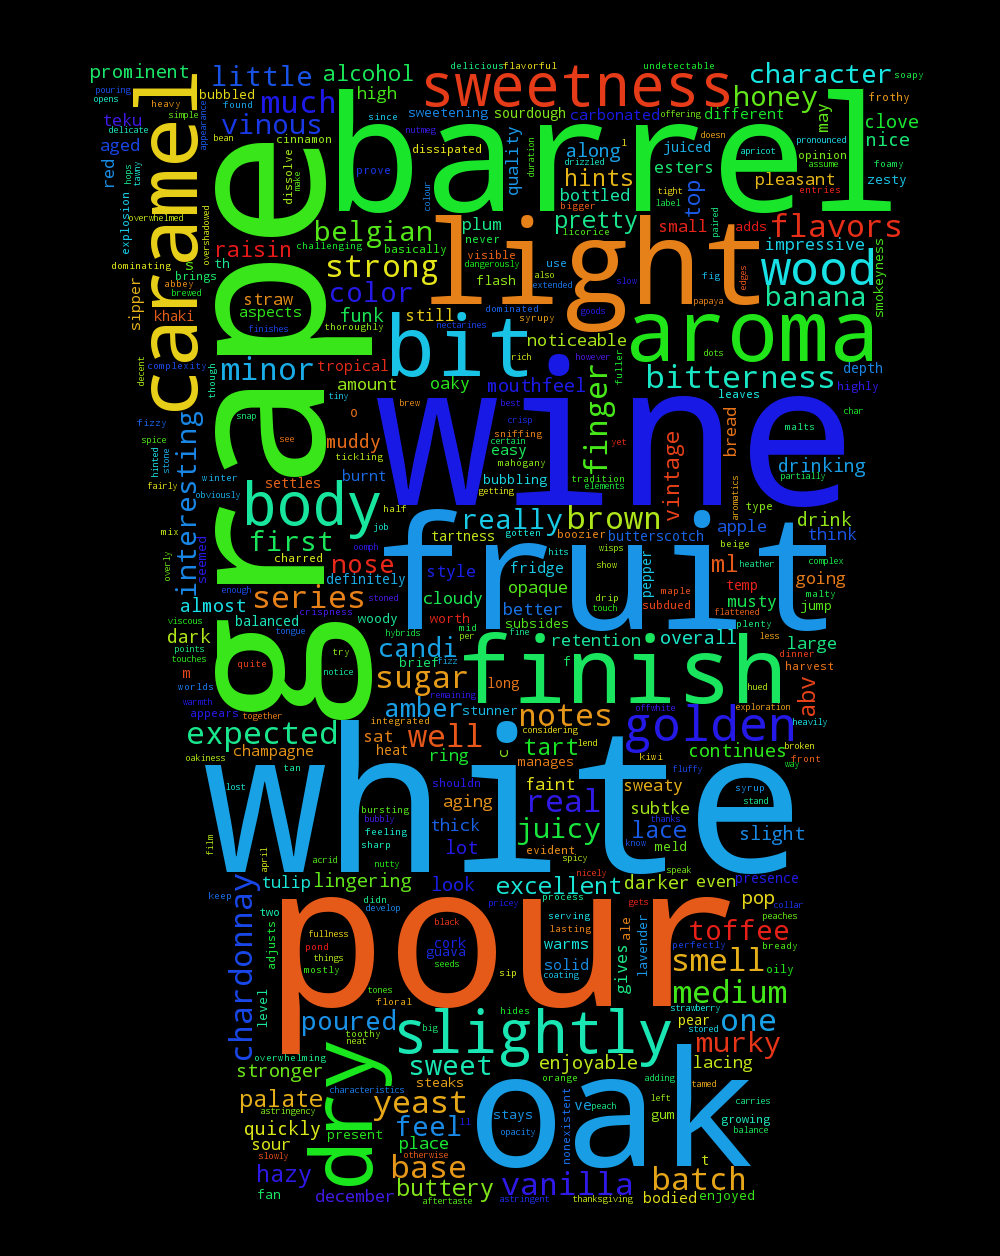 delicious flavorful undetectable
prominent little alcohol sweetness character soapy
pouring bubbled much high sweetening sourdough carbonated honey different may frothy
opens heavy found since offering clove
teku simple vinous barrel nice
delicate appearance cinnamon nutmeg doesn pronounced
aged bean dissolve dissipated quality duration along juiced apricot opinion foamy
red hops tawny make prove drizzled l esters tight assume pleasant zesty
caramel grape colour hints bottled top label entries
explosion overwhelmed overshadowed belgian plum licorice pretty small bigger adds paired flavors
raisin challenging basically never light visible impressive
dominating s th strong dangerously flash use also fig edges wood smokeyness
brings abbey brewed color extended slow papaya banana
sipper straw aspects funk still dominated syrupy goods aroma
khaki finishes thoroughly nectarines noticeable dots
decent complexity minor tropical bit rich however fuller bitterness depth
though amount oaky mouthfeel finger leaves highly
tiny brew best wine char
fizzy snap o crisp malts
interesting spice hinted stone see muddy sniffing certain yet vintage bread
winter tickling easy tradition mahogany elements drinking
fairly obviously settles burnt bubbling getting aromatics partially
body half fruit type
mix first job really brown apple drink
overly seemed charred oomph tartness gotten boozier butterscotch beige think
nose definitely style fridge hits wisps pepper ml heather complex going
almost series stoned opaque show drip maple temp malty
enough crispness cloudy better touch subdued musty flattened jump
viscous balanced woody worth subsides plenty
dark points tongue hybrids mid per fine retention overall less large
touches quite try candi brief fizz f dinner harvest
m notice sugar finish long hued abv
worlds warmth remaining
appears together amber stunner notes offwhite exploration golden heavily
expected integrated considering
oakiness champagne sat heat well c tart lend continues broken front
tan ring manages kiwi fluffy way
lost white shouldn faint sweaty syrup
bursting aging real subtke stand
film bubbly feeling thick juicy lace thanks slight
april sharp lot evident meld know
acrid nutty look spicy nicely speak
chardonnay tulip lingering excellent darker even presence
keep two didn pour pricey process gets pop collar
develop black serving lasting ale peaches
adjusts fullness pond cork warms lavender toffee perfectly bready
things guava solid gives smell
mostly seeds sip coating oily
level tones medium
floral hides strawberry
poured toothy big slightly pear one stored
neat murky
overwhelming sweet enjoyable lacing
stronger dry steaks orange adding tamed
characteristics left carries
palate astringency yeast oak ve peach gum growing
quickly present feel ll stays opacity nonexistent balance
sour place
slowly otherwise t
hazy base batch
fan december buttery vanilla bodied enjoyed
aftertaste astringent thanksgiving